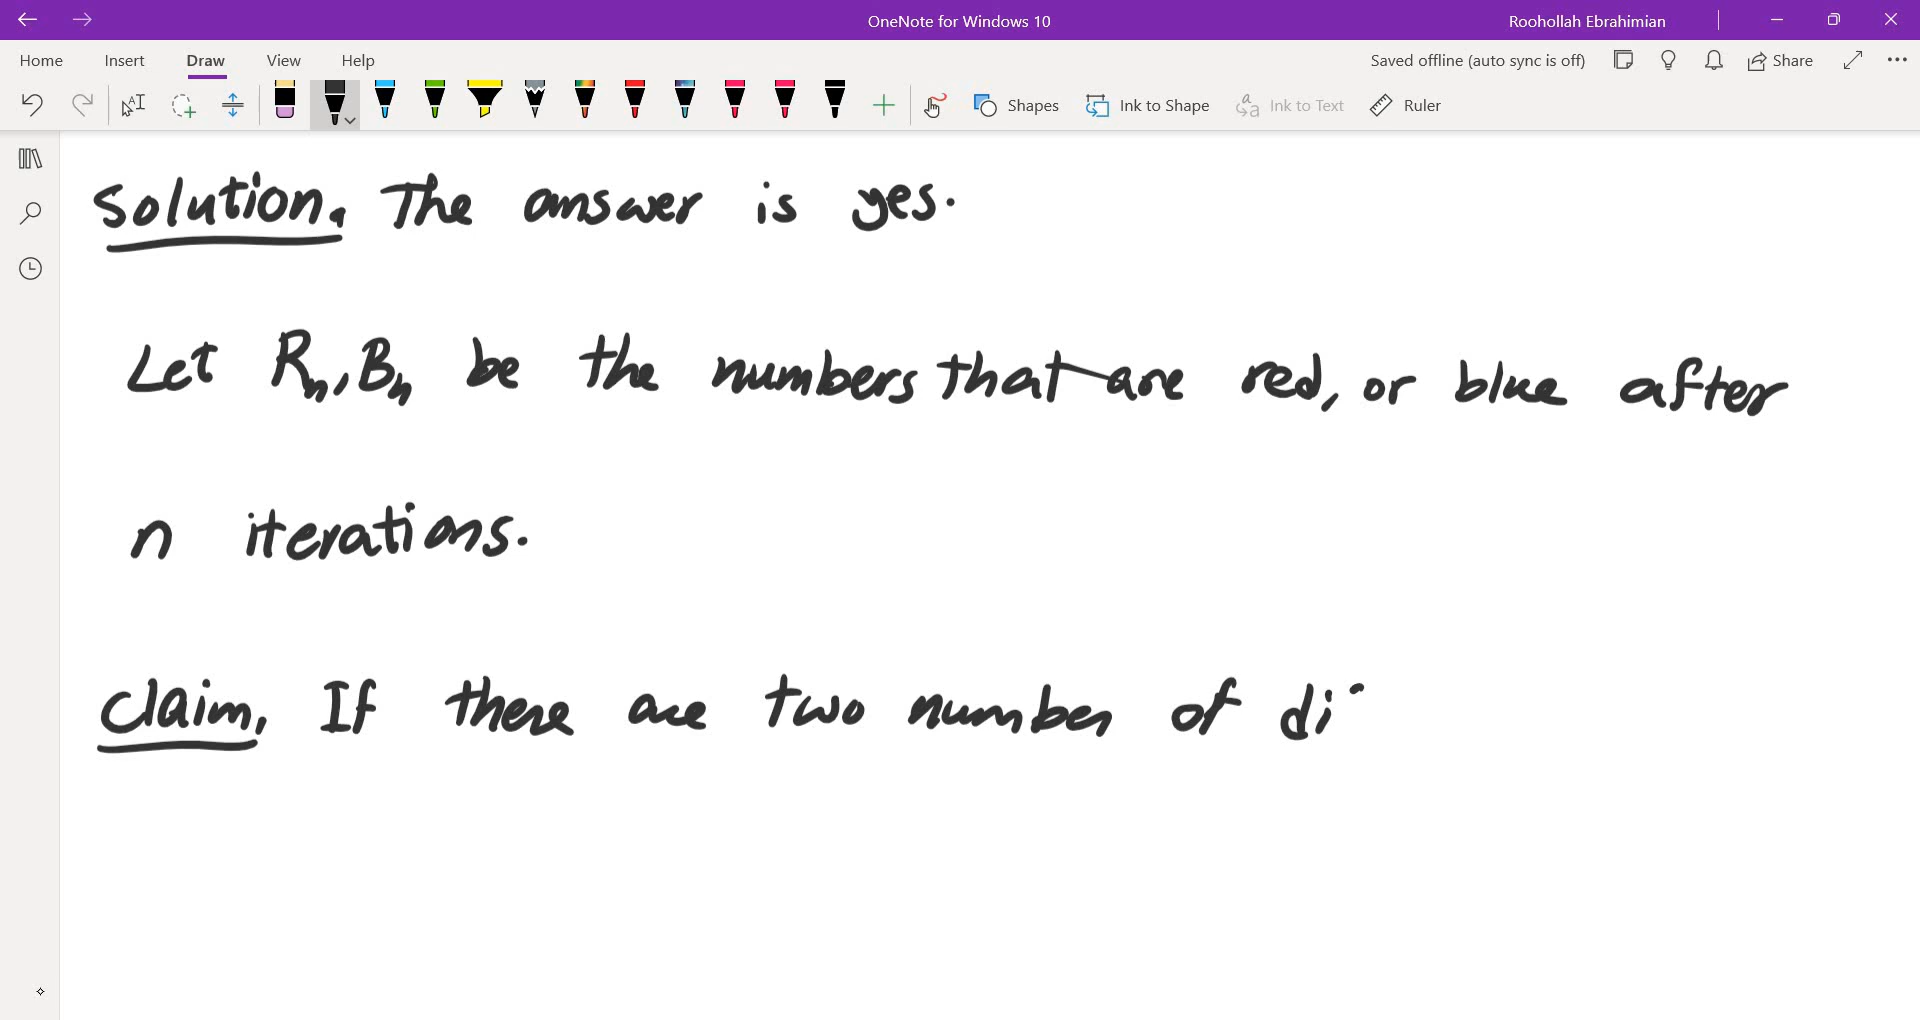 OneNote for Windows 10
Roohollah Ebrahimian
Home Insert Draw View Help
Saved offline (auto sync is off) Share
Shapes Ink to Shape Ink to Text Ruler
Solution. The answer is yes.
Let Rn, Bn be the numbers that are red, or blue after
n iterations.
Claim. If there are two number of di